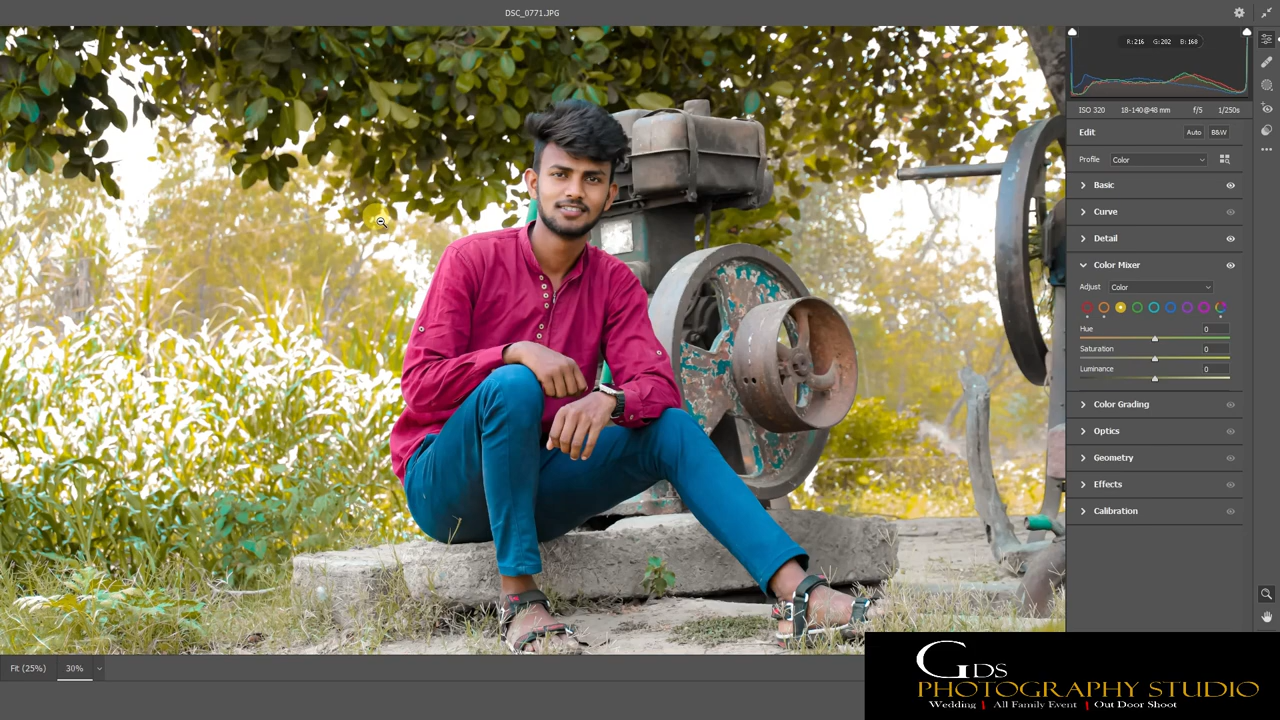 DSC_0771.JPG
R:216 G:202 B:168
ISO 320 18-140@48 mm f/5 1/250s
Edit Auto B&W
Profile Color
Basic
Curve
Detail
Color Mixer
Adjust Color
Hue 0
Saturation 0
Luminance 0
Color Grading
Optics
Geometry
Effects
Calibration
Fit (25%) 30%
GDS
PHOTOGRAPHY STUDIO
Wedding | All Family Event | Out Door Shoot